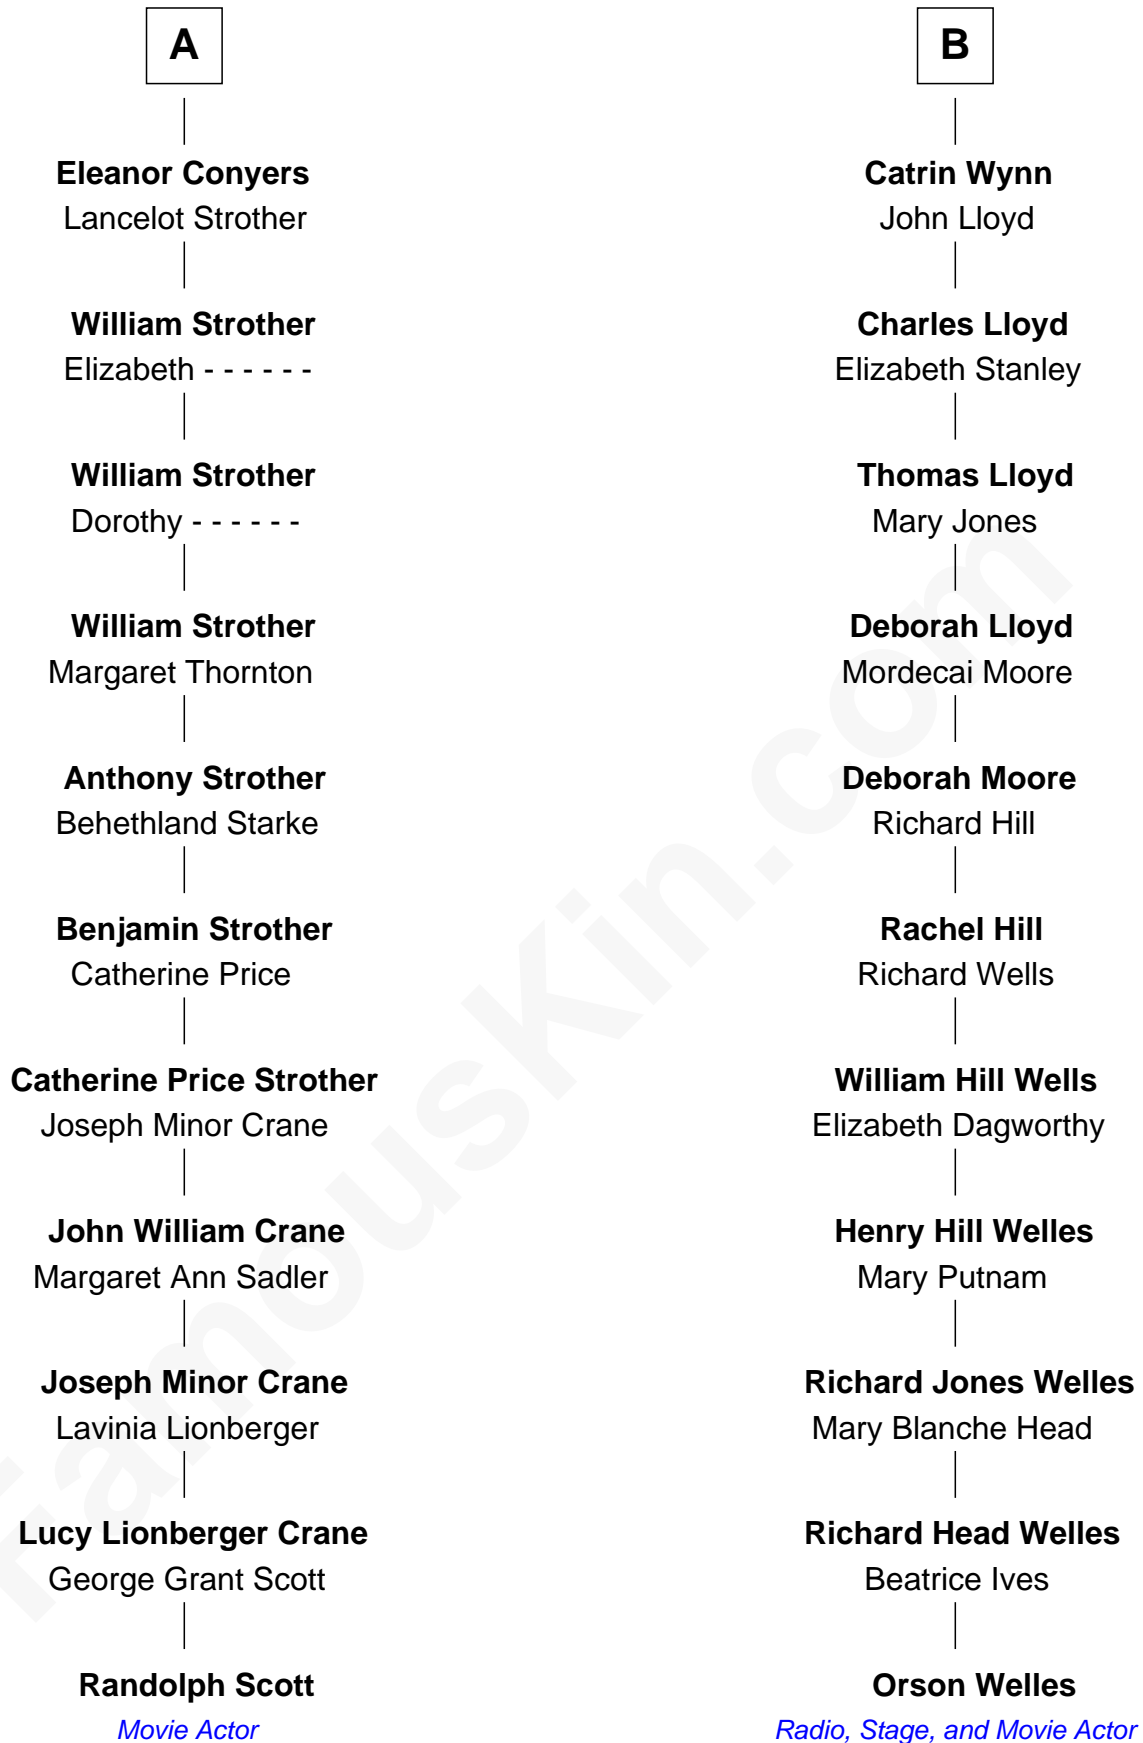 A
Eleanor Conyers
Lancelot Strother
William Strother
Elizabeth - - - - - -
William Strother
Dorothy - - - - - -
William Strother
Margaret Thornton
Anthony Strother
Behethland Starke
Benjamin Strother
Catherine Price
Catherine Price Strother
Joseph Minor Crane
John William Crane
Margaret Ann Sadler
Joseph Minor Crane
Lavinia Lionberger
Lucy Lionberger Crane
George Grant Scott
Randolph Scott
Movie Actor
B
Catrin Wynn
John Lloyd
Charles Lloyd
Elizabeth Stanley
Thomas Lloyd
Mary Jones
Deborah Lloyd
Mordecai Moore
Deborah Moore
Richard Hill
Rachel Hill
Richard Wells
William Hill Wells
Elizabeth Dagworthy
Henry Hill Welles
Mary Putnam
Richard Jones Welles
Mary Blanche Head
Richard Head Welles
Beatrice Ives
Orson Welles
Radio, Stage, and Movie Actor
FamousKin.com